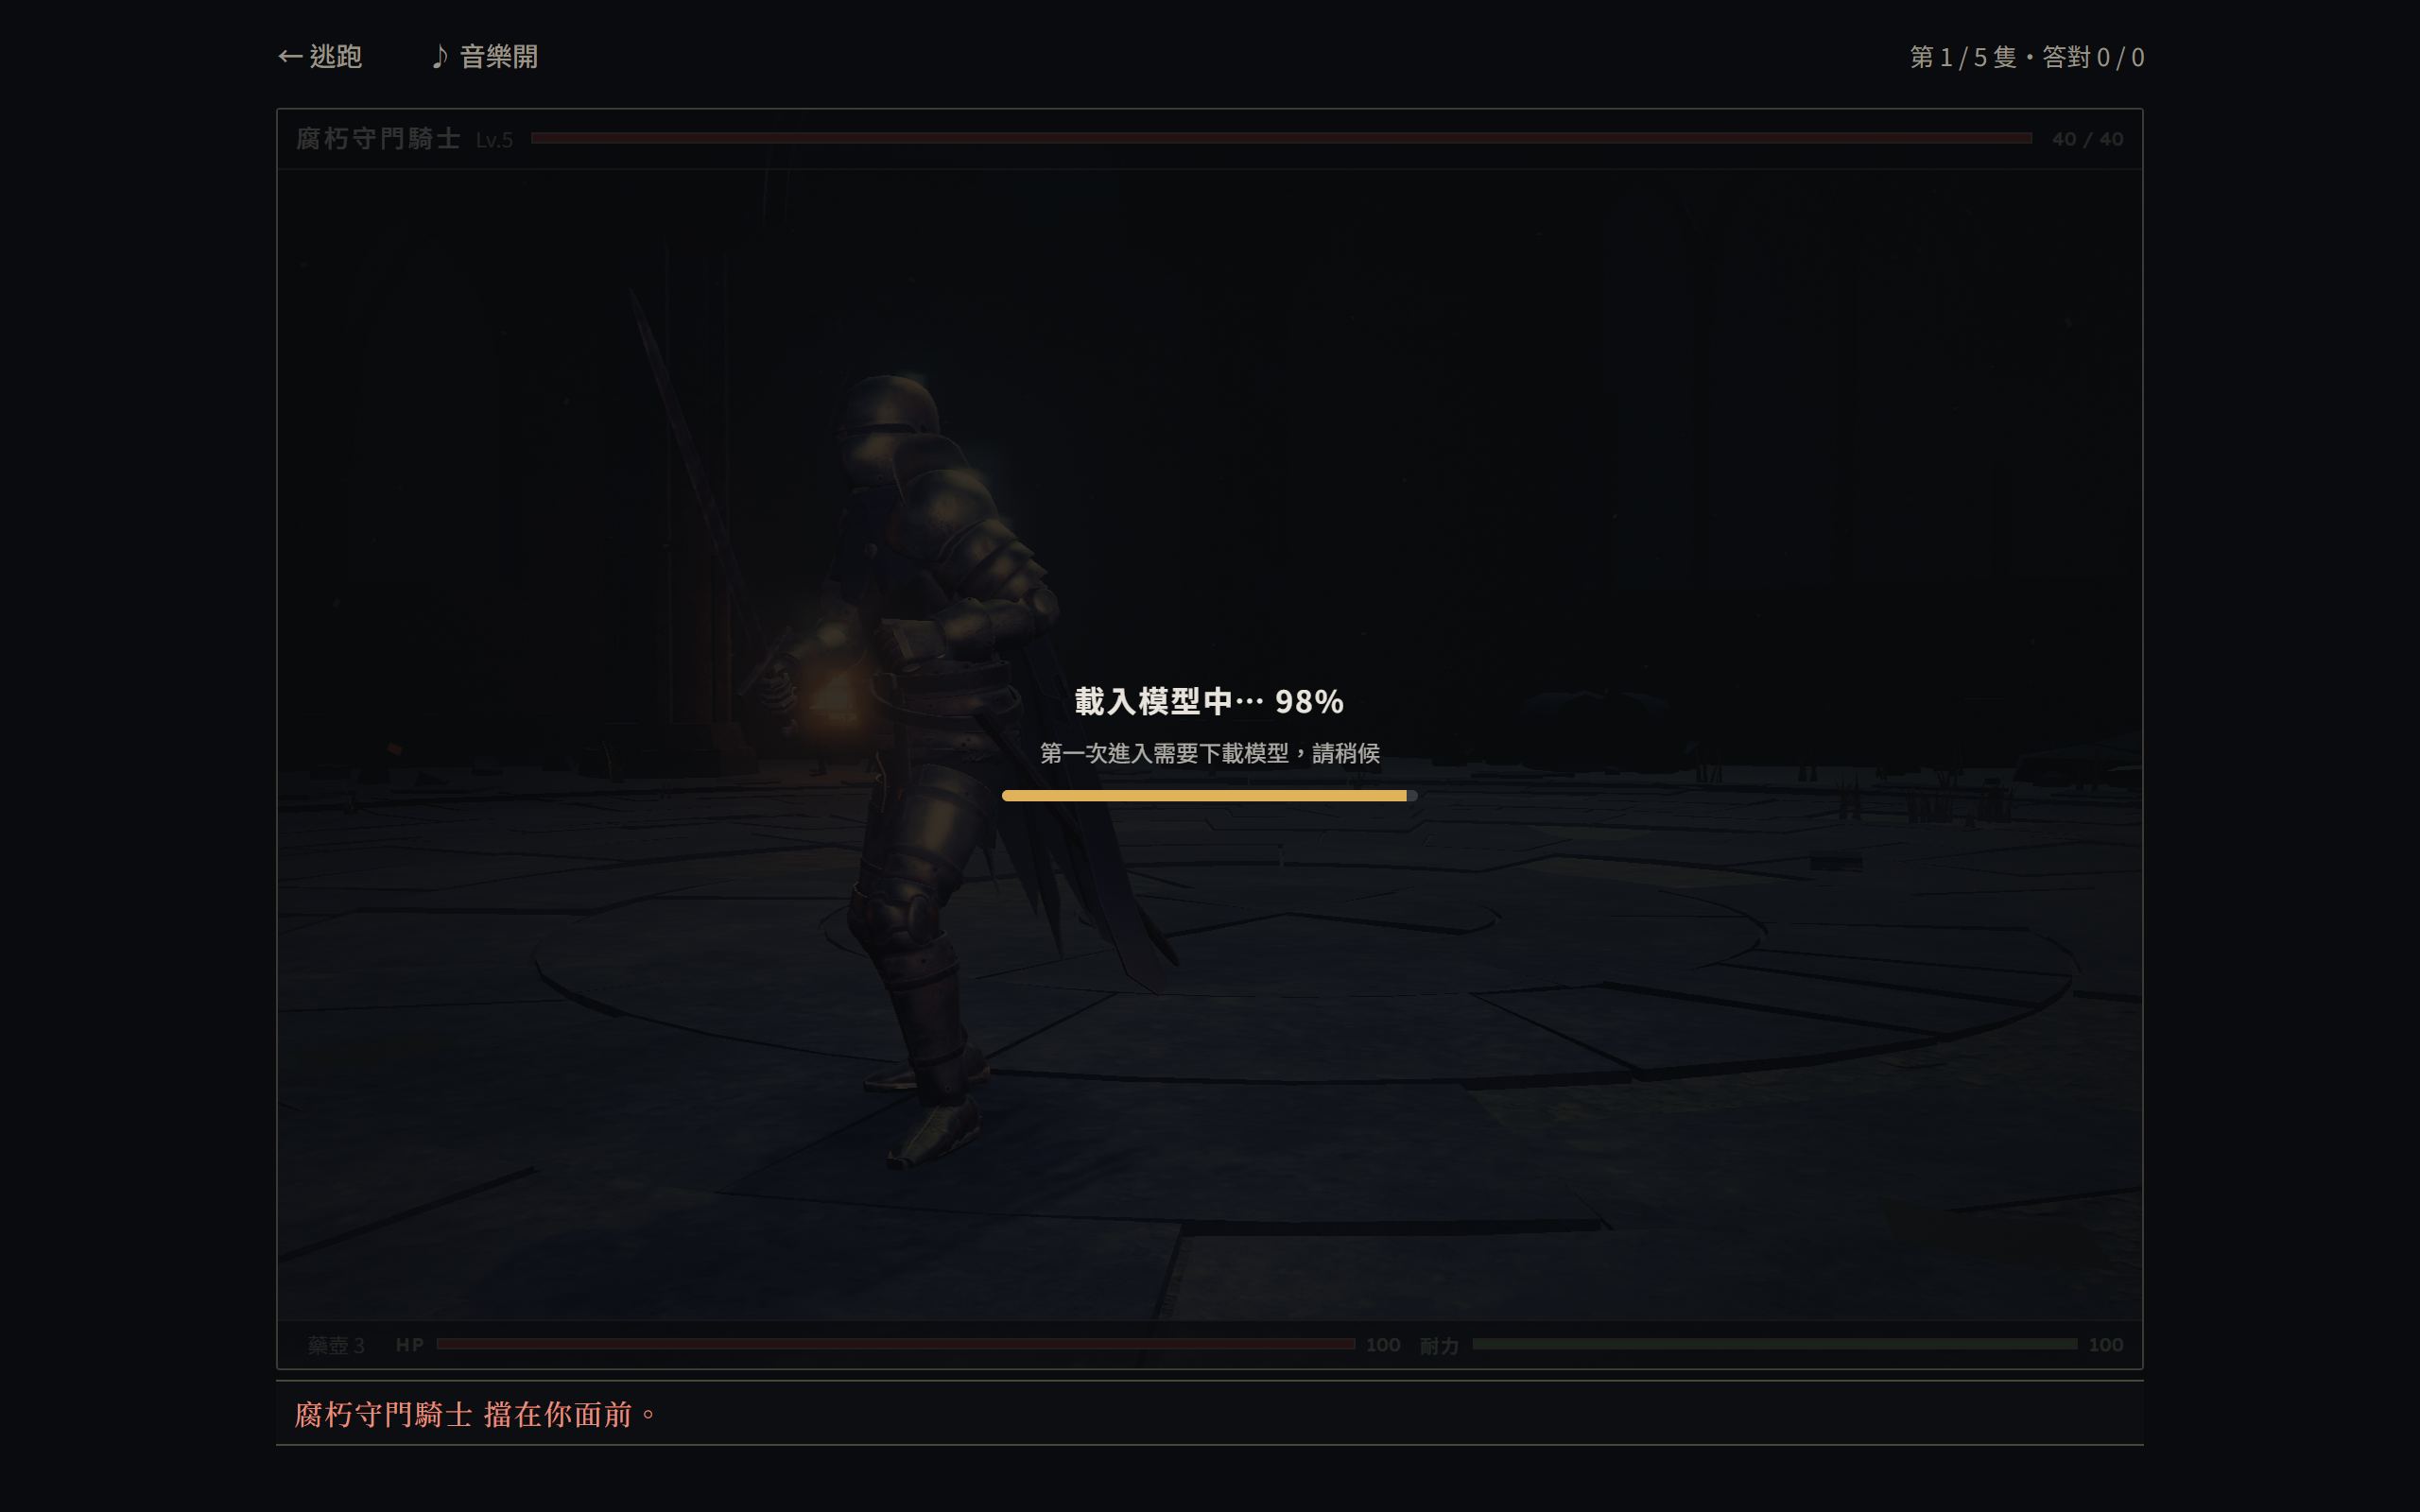 ← 逃跑 ♪ 音樂開 第 1 / 5 隻・答對 0 / 0
腐朽守門騎士 Lv.5 40 / 40
載入模型中⋯ 98%
第一次進入需要下載模型，請稍候
藥壺 3 HP 100 耐力 100
腐朽守門騎士 擋在你面前。